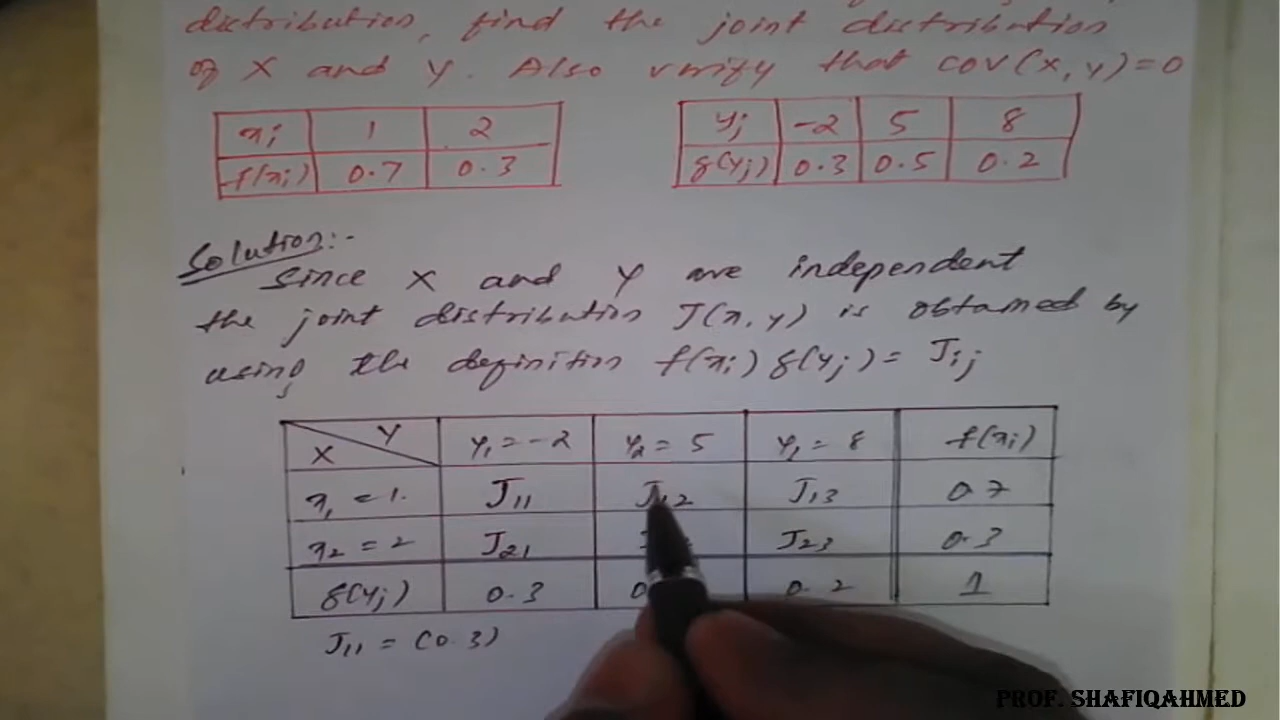 distribution, find the joint distribution
of X and Y. Also verify that COV(X, Y) = 0
xi 1 2
f(xi) 0.7 0.3
yj -2 5 8
g(yj) 0.3 0.5 0.2
Solution:-
Since X and Y are independent
the joint distribution J(x, y) is obtained by
using the definition f(xi) g(yj) = Jij
X Y y1 = -2 y2 = 5 y1 = 8 f(xi)
x1 = 1. J11 J12 J13 0.7
x2 = 2 J21 J23 0.3
g(yj) 0.3 0. 0.2 1
J11 = (0.3)
PROF. SHAFIQAHMED